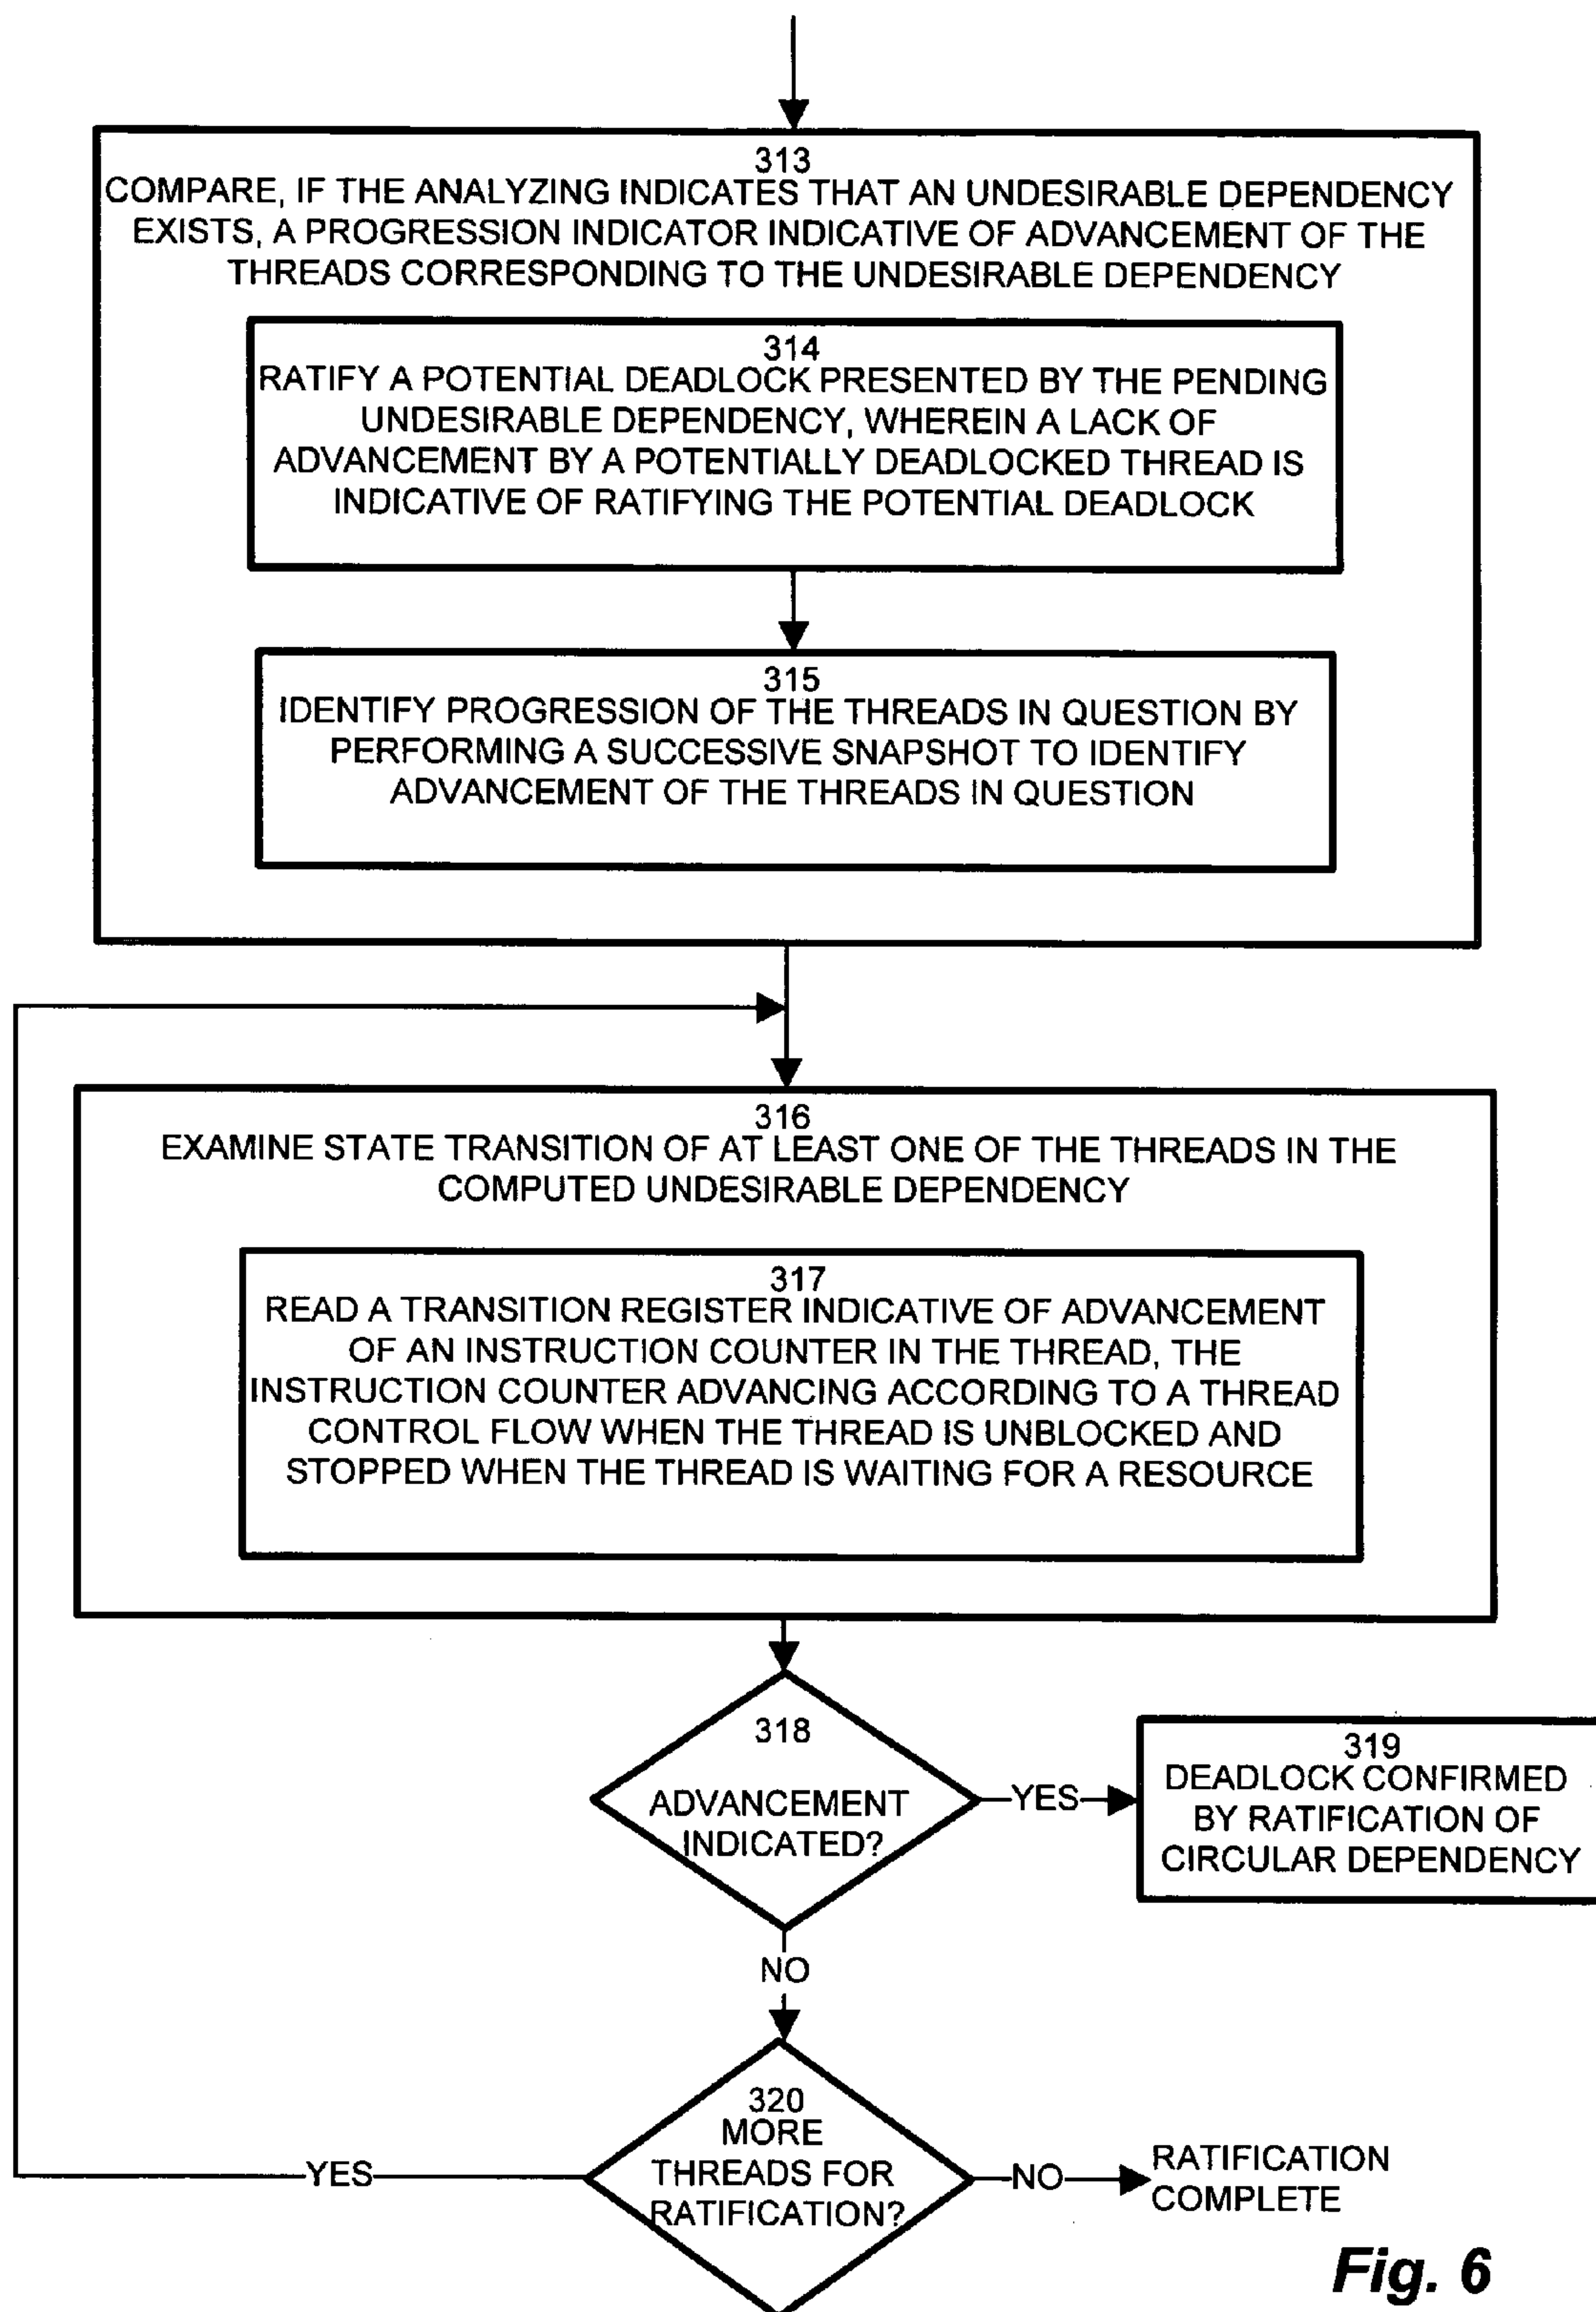 313
COMPARE, IF THE ANALYZING INDICATES THAT AN UNDESIRABLE DEPENDENCY
EXISTS, A PROGRESSION INDICATOR INDICATIVE OF ADVANCEMENT OF THE
THREADS CORRESPONDING TO THE UNDESIRABLE DEPENDENCY
314
RATIFY A POTENTIAL DEADLOCK PRESENTED BY THE PENDING
UNDESIRABLE DEPENDENCY, WHEREIN A LACK OF
ADVANCEMENT BY A POTENTIALLY DEADLOCKED THREAD IS
INDICATIVE OF RATIFYING THE POTENTIAL DEADLOCK
315
IDENTIFY PROGRESSION OF THE THREADS IN QUESTION BY
PERFORMING A SUCCESSIVE SNAPSHOT TO IDENTIFY
ADVANCEMENT OF THE THREADS IN QUESTION
316
EXAMINE STATE TRANSITION OF AT LEAST ONE OF THE THREADS IN THE
COMPUTED UNDESIRABLE DEPENDENCY
317
READ A TRANSITION REGISTER INDICATIVE OF ADVANCEMENT
OF AN INSTRUCTION COUNTER IN THE THREAD, THE
INSTRUCTION COUNTER ADVANCING ACCORDING TO A THREAD
CONTROL FLOW WHEN THE THREAD IS UNBLOCKED AND
STOPPED WHEN THE THREAD IS WAITING FOR A RESOURCE
318
ADVANCEMENT
INDICATED?
YES
319
DEADLOCK CONFIRMED
BY RATIFICATION OF
CIRCULAR DEPENDENCY
NO
320
MORE
THREADS FOR
RATIFICATION?
YES
NO
RATIFICATION
COMPLETE
Fig. 6